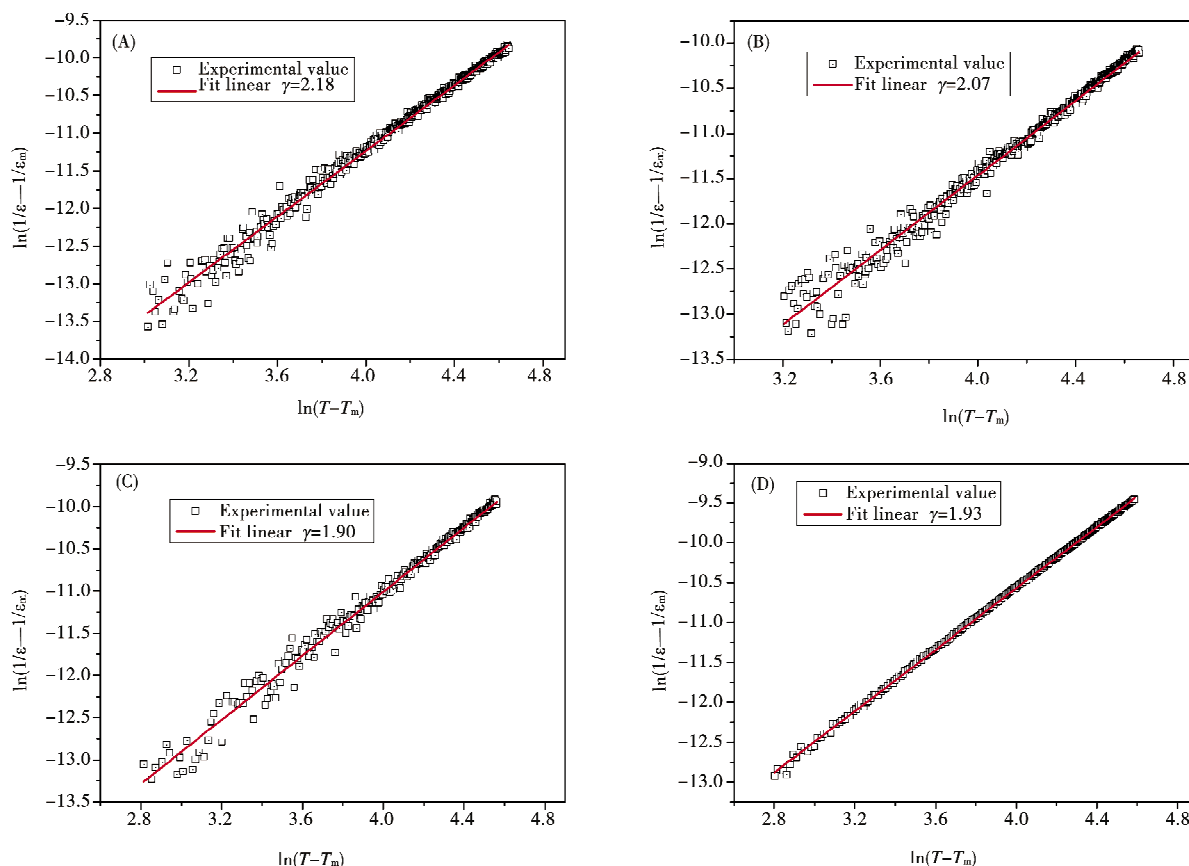 (A)
Experimental value
Fit linear γ=2.18
ln(1/ε—1/εm)
−9.5
−10.0
−10.5
−11.0
−11.5
−12.0
−12.5
−13.0
−13.5
−14.0
2.8 3.2 3.6 4.0 4.4 4.8
ln(T−Tm)
(B)
Experimental value
Fit linear γ=2.07
ln(1/ε—1/εm)
−10.0
−10.5
−11.0
−11.5
−12.0
−12.5
−13.0
−13.5
3.2 3.6 4.0 4.4 4.8
ln(T−Tm)
(C)
Experimental value
Fit linear γ=1.90
ln(1/ε—1/εm)
−9.5
−10.0
−10.5
−11.0
−11.5
−12.0
−12.5
−13.0
−13.5
2.8 3.2 3.6 4.0 4.4 4.8
ln(T−Tm)
(D)
Experimental value
Fit linear γ=1.93
ln(1/ε—1/εm)
−9.0
−9.5
−10.0
−10.5
−11.0
−11.5
−12.0
−12.5
−13.0
2.8 3.2 3.6 4.0 4.4 4.8
ln(T−Tm)